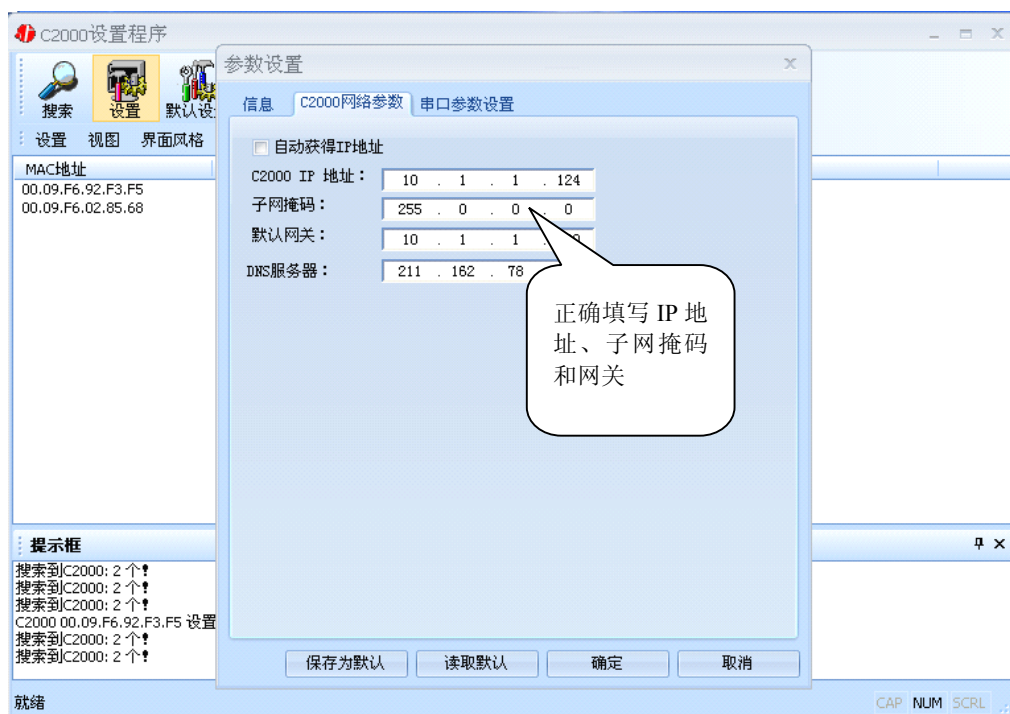 C2000设置程序
参数设置
搜索 设置 默认设
信息 C2000网络参数 串口参数设置
设置 视图 界面风格
自动获得IP地址
MAC地址
00.09.F6.92.F3.F5
00.09.F6.02.85.68
C2000 IP 地址： 10 . 1 . 1 . 124
子网掩码： 255 . 0 . 0 . 0
默认网关： 10 . 1 . 1 .
DNS服务器： 211 . 162 . 78
正确填写 IP 地
址、子网掩码
和网关
提示框
搜索到C2000: 2 个!
搜索到C2000: 2 个!
搜索到C2000: 2 个!
C2000 00.09.F6.92.F3.F5 设置
搜索到C2000: 2 个!
搜索到C2000: 2 个!
保存为默认 读取默认 确定 取消
就绪 CAP NUM SCRL